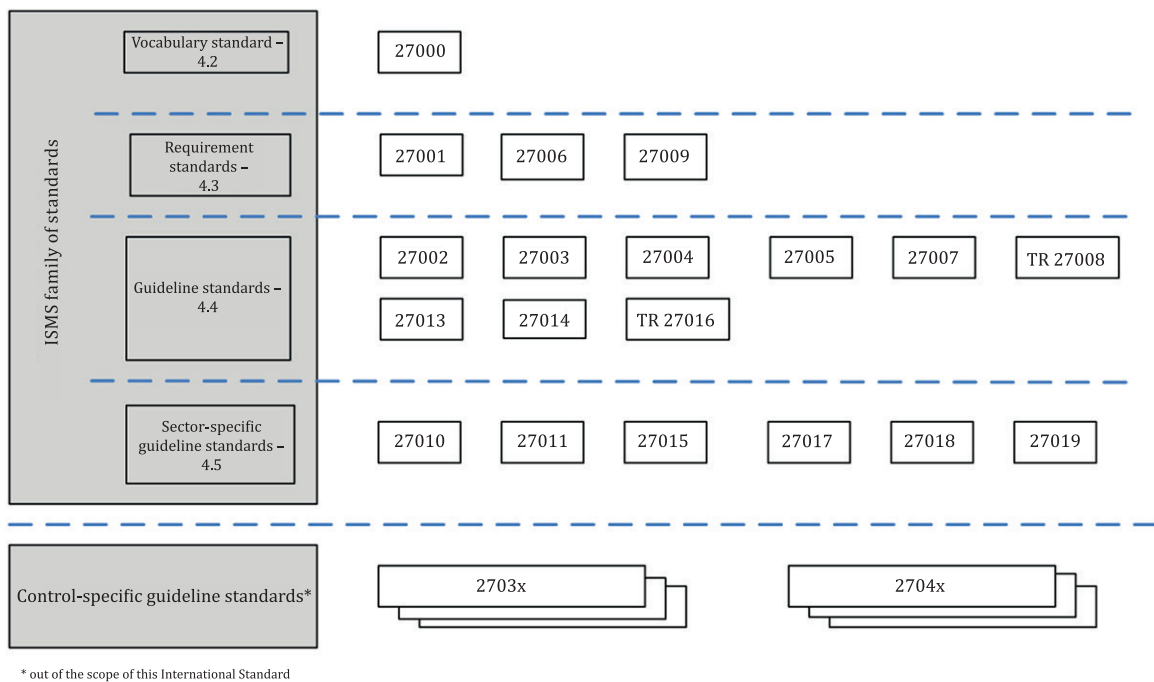 ISMS family of standards
Vocabulary standard –
4.2
27000
Requirement
standards –
4.3
27001 27006 27009
Guideline standards –
4.4
27002 27003 27004 27005 27007 TR 27008
27013 27014 TR 27016
Sector-specific
guideline standards –
4.5
27010 27011 27015 27017 27018 27019
Control-specific guideline standards*
2703x 2704x
* out of the scope of this International Standard